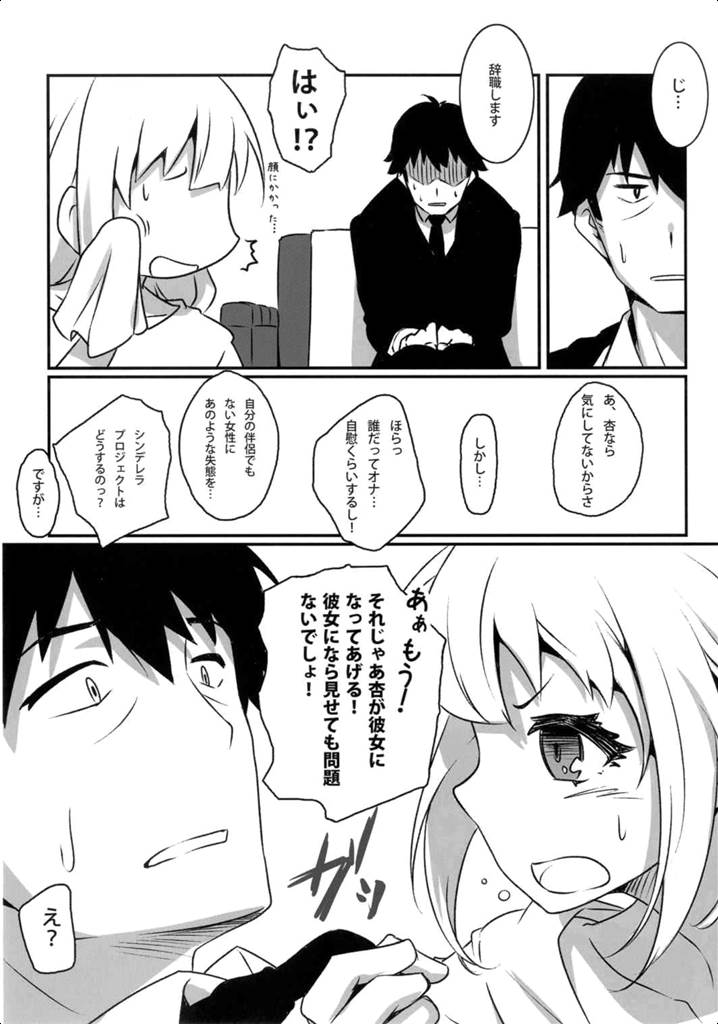 じ…
辞職します
はぃ!?
顔にかかった…
あ、杏なら
気にしてないからさ
しかし…
ほらっ
誰だってオナ…
自慰くらいするし！
自分の伴侶でも
ない女性に
あのような失態を…
シンデレラ
プロジェクトは
どうするのっ？
ですが…
あぁ
もう！
それじゃあ杏が彼女に
なってあげる！
彼女になら見せても問題
ないでしょ！
ガッ
え？